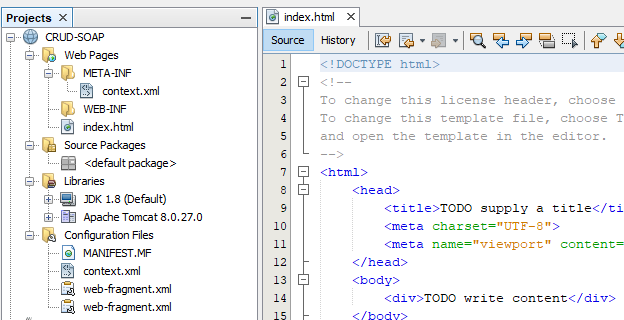 Projects
CRUD-SOAP
Web Pages
META-INF
context.xml
WEB-INF
index.html
Source Packages
<default package>
Libraries
JDK 1.8 (Default)
Apache Tomcat 8.0.27.0
Configuration Files
MANIFEST.MF
context.xml
web-fragment.xml
web-fragment.xml
index.html
Source History
1 <!DOCTYPE html>
2 <!--
3 To change this license header, choose
4 To change this template file, choose T
5 and open the template in the editor.
6 -->
7 <html>
8 <head>
9 <title>TODO supply a title</ti
10 <meta charset="UTF-8">
11 <meta name="viewport" content=
12 </head>
13 <body>
14 <div>TODO write content</div>
15 </body>